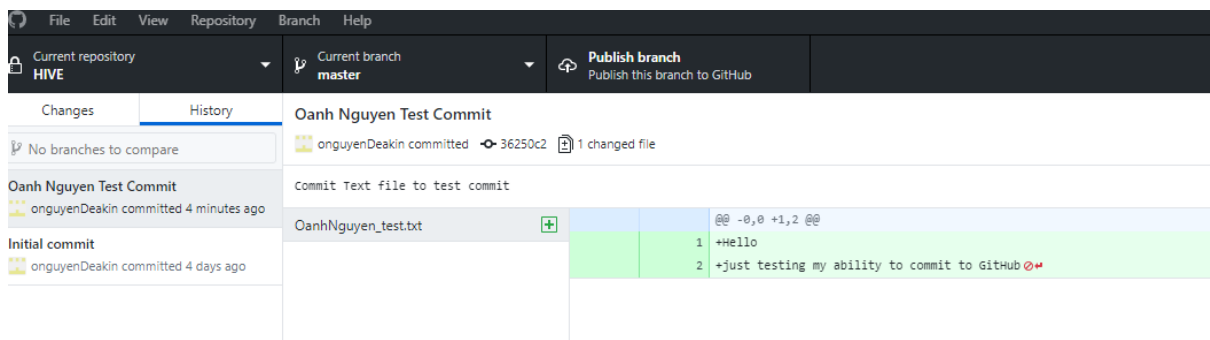 File Edit View Repository Branch Help
Current repository
HIVE
Current branch
master
Publish branch
Publish this branch to GitHub
Changes History
No branches to compare
Oanh Nguyen Test Commit
onguyenDeakin committed 4 minutes ago
Initial commit
onguyenDeakin committed 4 days ago
Oanh Nguyen Test Commit
onguyenDeakin committed 36250c2 1 changed file
Commit Text file to test commit
OanhNguyen_test.txt
@@ -0,0 +1,2 @@
1 +Hello
2 +just testing my ability to commit to GitHub